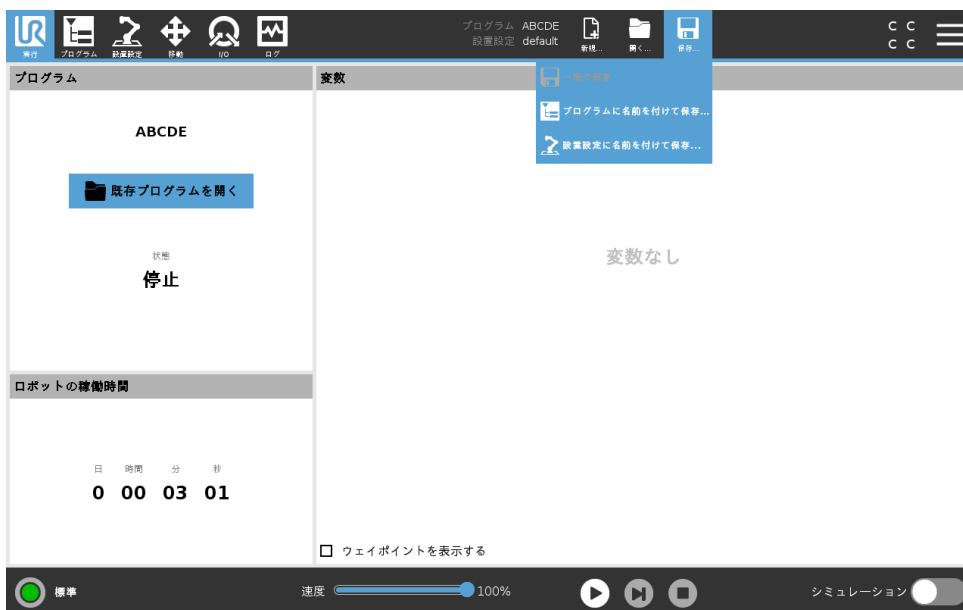 UR
実行
プログラム
設置設定
移動
I/O
ログ
プログラム ABCDE
設置設定 default
新規...
開く...
保存...
C C
C C
プログラム
変数
プログラムに名前を付けて保存...
設置設定に名前を付けて保存...
ABCDE
既存プログラムを開く
状態
停止
変数なし
ロボットの稼働時間
日 時間 分 秒
0 00 03 01
ウェイポイントを表示する
標準
速度 100%
シミュレーション